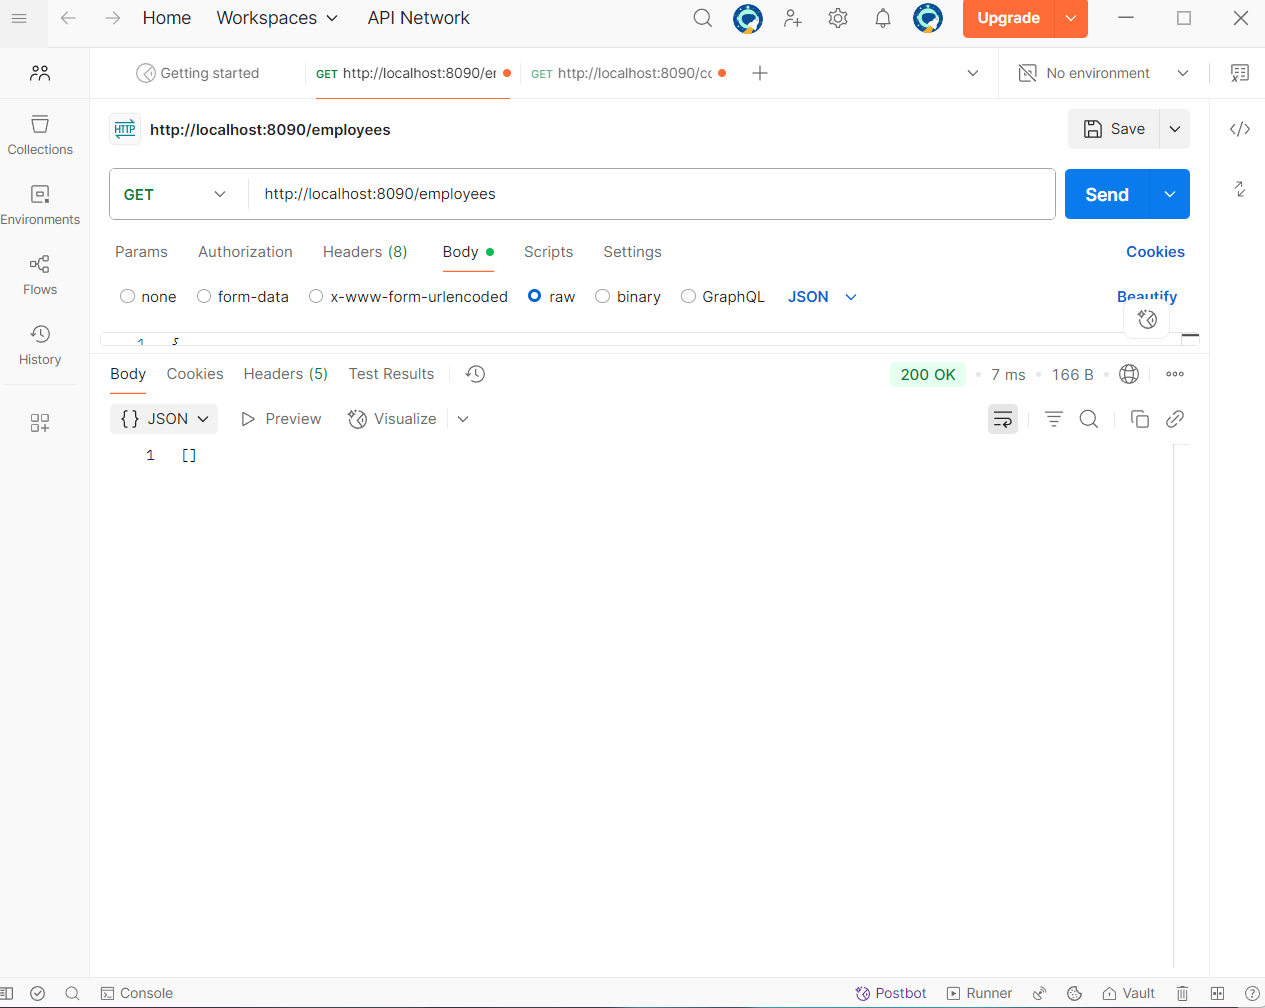 Home Workspaces API Network Upgrade
Getting started GET http://localhost:8090/er GET http://localhost:8090/cc No environment
HTTP http://localhost:8090/employees Save
GET http://localhost:8090/employees Send
Params Authorization Headers (8) Body Scripts Settings Cookies
none form-data x-www-form-urlencoded raw binary GraphQL JSON Beautify
1 {
Body Cookies Headers (5) Test Results 200 OK 7 ms 166 B
{} JSON Preview Visualize
1 []
Collections
Environments
Flows
History
Console Postbot Runner Vault